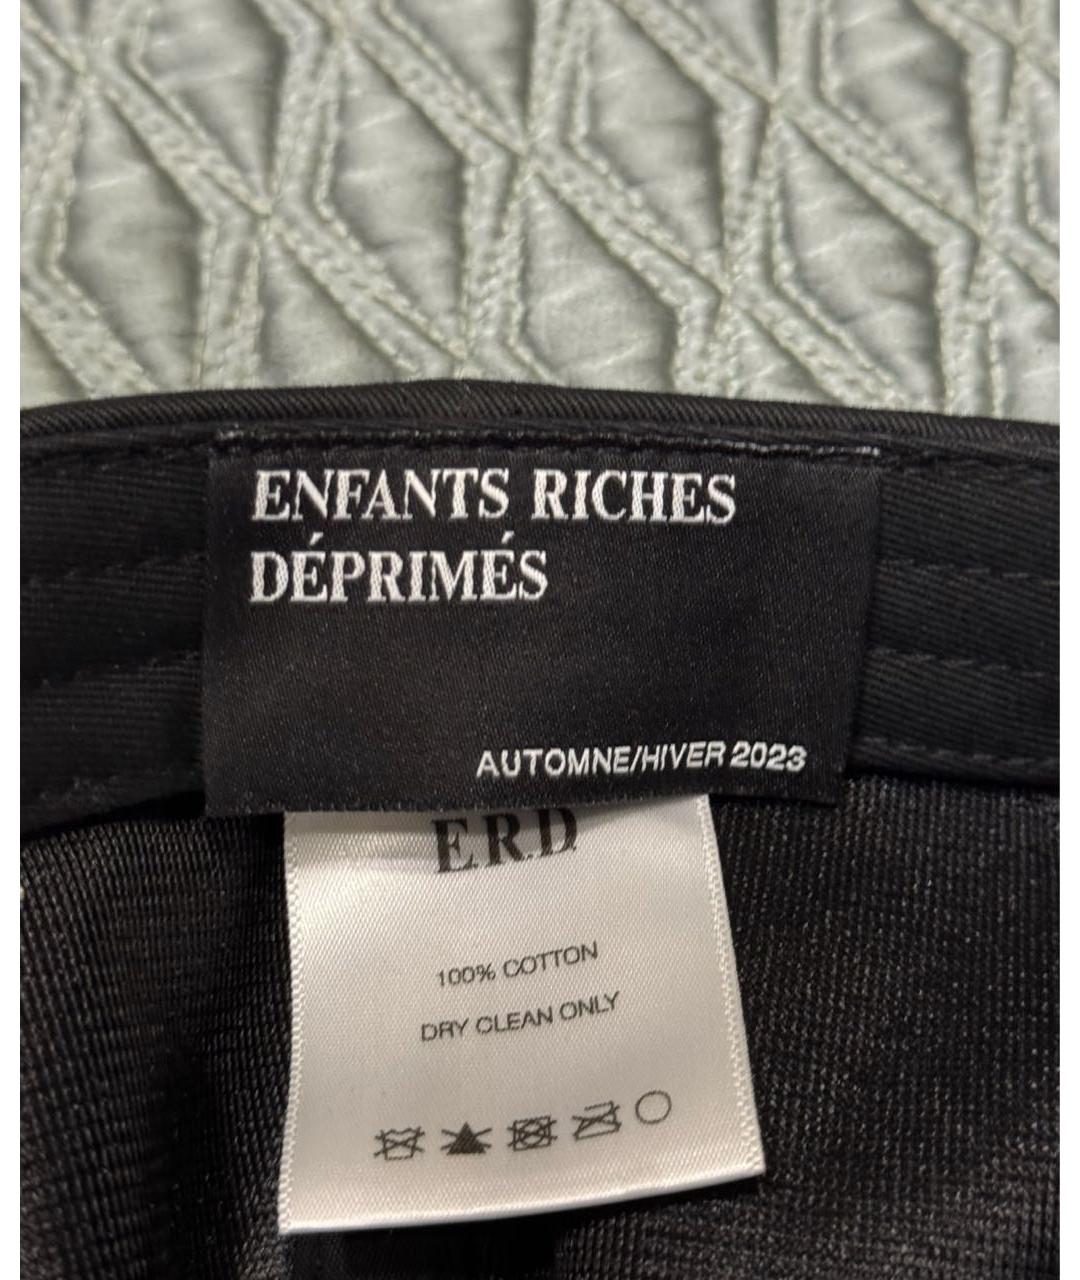 ENFANTS RICHES
DÉPRIMÉS
AUTOMNE/HIVER 2023
E.R.D
100% COTTON
DRY CLEAN ONLY